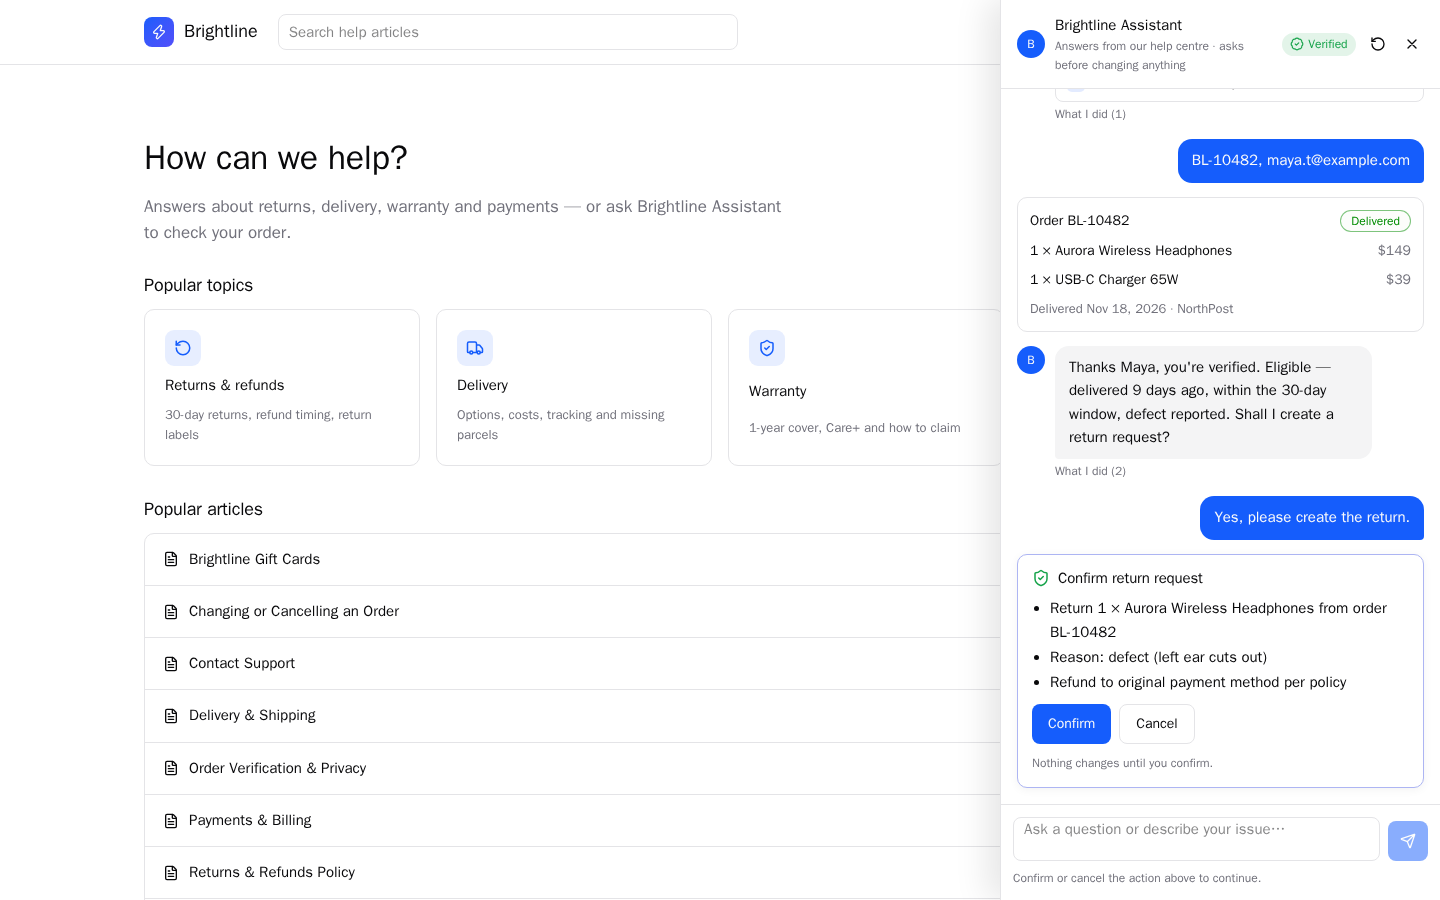 Brightline
Search help articles
How can we help?
Answers about returns, delivery, warranty and payments — or ask Brightline Assistant
to check your order.
Popular topics
Returns & refunds
30-day returns, refund timing, return
labels
Delivery
Options, costs, tracking and missing
parcels
Warranty
1-year cover, Care+ and how to claim
Popular articles
Brightline Gift Cards
Changing or Cancelling an Order
Contact Support
Delivery & Shipping
Order Verification & Privacy
Payments & Billing
Returns & Refunds Policy
B
Brightline Assistant
Answers from our help centre · asks
before changing anything
Verified
What I did (1)
BL-10482, maya.t@example.com
Order BL-10482
Delivered
1 × Aurora Wireless Headphones
$149
1 × USB-C Charger 65W
$39
Delivered Nov 18, 2026 · NorthPost
B
Thanks Maya, you're verified. Eligible —
delivered 9 days ago, within the 30-day
window, defect reported. Shall I create a
return request?
What I did (2)
Yes, please create the return.
Confirm return request
Return 1 × Aurora Wireless Headphones from order
BL-10482
Reason: defect (left ear cuts out)
Refund to original payment method per policy
Confirm
Cancel
Nothing changes until you confirm.
Ask a question or describe your issue…
Confirm or cancel the action above to continue.